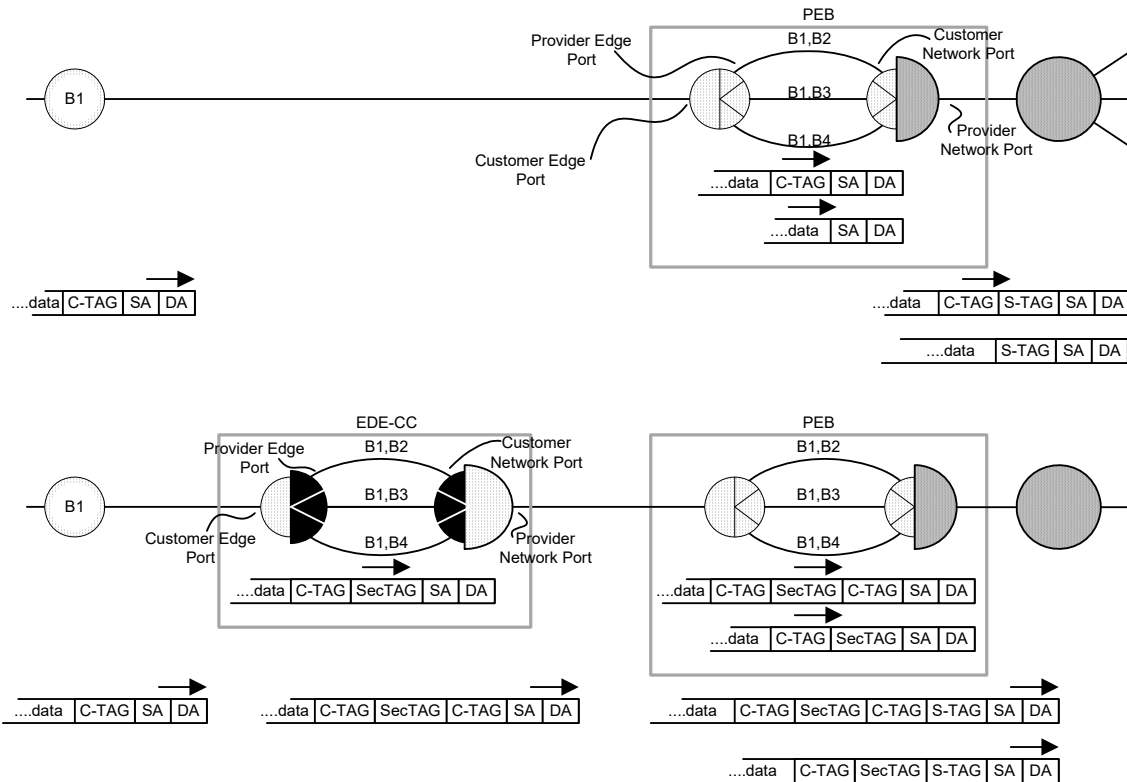 PEB
Provider Edge
Port
B1,B2
Customer
Network Port
B1
B1,B3
Provider
Network Port
B1,B4
Customer Edge
Port
....data C-TAG SA DA
....data SA DA
....data C-TAG SA DA
....data C-TAG S-TAG SA DA
....data S-TAG SA DA
EDE-CC
PEB
Provider Edge
Port
B1,B2
Customer
Network Port
B1,B2
B1
B1,B3
B1,B3
Customer Edge
Port
B1,B4
Provider
Network Port
B1,B4
....data C-TAG SecTAG SA DA
....data C-TAG SecTAG C-TAG SA DA
....data C-TAG SecTAG SA DA
....data C-TAG SA DA
....data C-TAG SecTAG C-TAG SA DA
....data C-TAG SecTAG C-TAG S-TAG SA DA
....data C-TAG SecTAG S-TAG SA DA